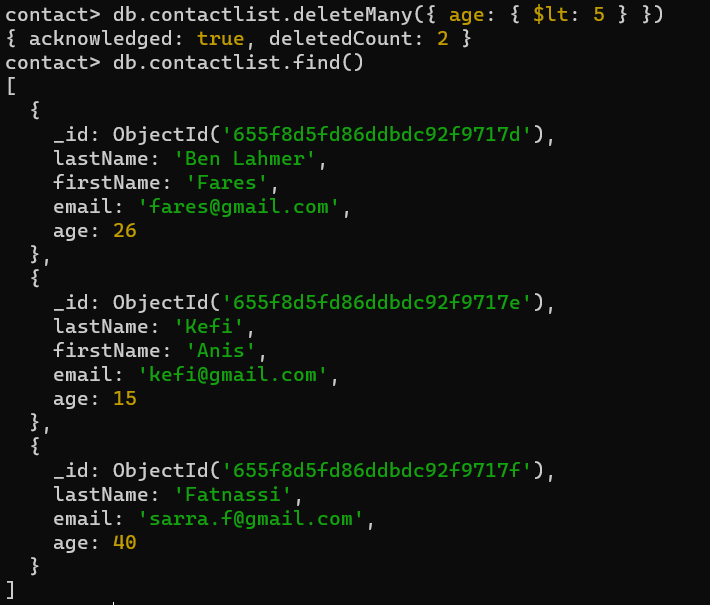 contact> db.contactlist.deleteMany({ age: { $lt: 5 } })
{ acknowledged: true, deletedCount: 2 }
contact> db.contactlist.find()
[
  {
    _id: ObjectId('655f8d5fd86ddbdc92f9717d'),
    lastName: 'Ben Lahmer',
    firstName: 'Fares',
    email: 'fares@gmail.com',
    age: 26
  },
  {
    _id: ObjectId('655f8d5fd86ddbdc92f9717e'),
    lastName: 'Kefi',
    firstName: 'Anis',
    email: 'kefi@gmail.com',
    age: 15
  },
  {
    _id: ObjectId('655f8d5fd86ddbdc92f9717f'),
    lastName: 'Fatnassi',
    email: 'sarra.f@gmail.com',
    age: 40
  }
]